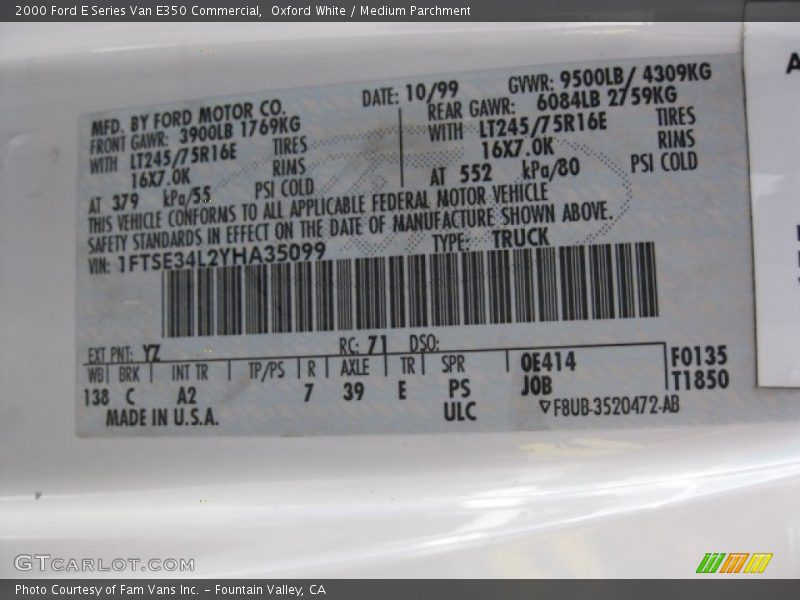 2000 Ford E Series Van E350 Commercial,  Oxford White / Medium Parchment
MFD. BY FORD MOTOR CO.
DATE: 10/99
GVWR: 9500LB/ 4309KG
FRONT GAWR: 3900LB 1769KG
REAR GAWR: 6084LB 2759KG
WITH LT245/75R16E TIRES
WITH LT245/75R16E TIRES
16X7.0K RINS
16X7.0K RINS
AT 379 kPa/55 PSI COLD
AT 552 kPa/80 PSI COLD
THIS VEHICLE CONFORMS TO ALL APPLICABLE FEDERAL MOTOR VEHICLE
SAFETY STANDARDS IN EFFECT ON THE DATE OF MANUFACTURE SHOWN ABOVE.
VIN: 1FTSE34L2YHA35099
TYPE: TRUCK
EXT PNT: YZ RC: 71 DSO:
WB BRK INT TR TP/PS R AXLE TR SPR 0E414 F0135
138 C A2 7 39 E PS JOB T1850
MADE IN U.S.A. ULC ▽F8UB-3520472-AB
GTCARLOT.COM
Photo Courtesy of Fam Vans Inc. – Fountain Valley, CA